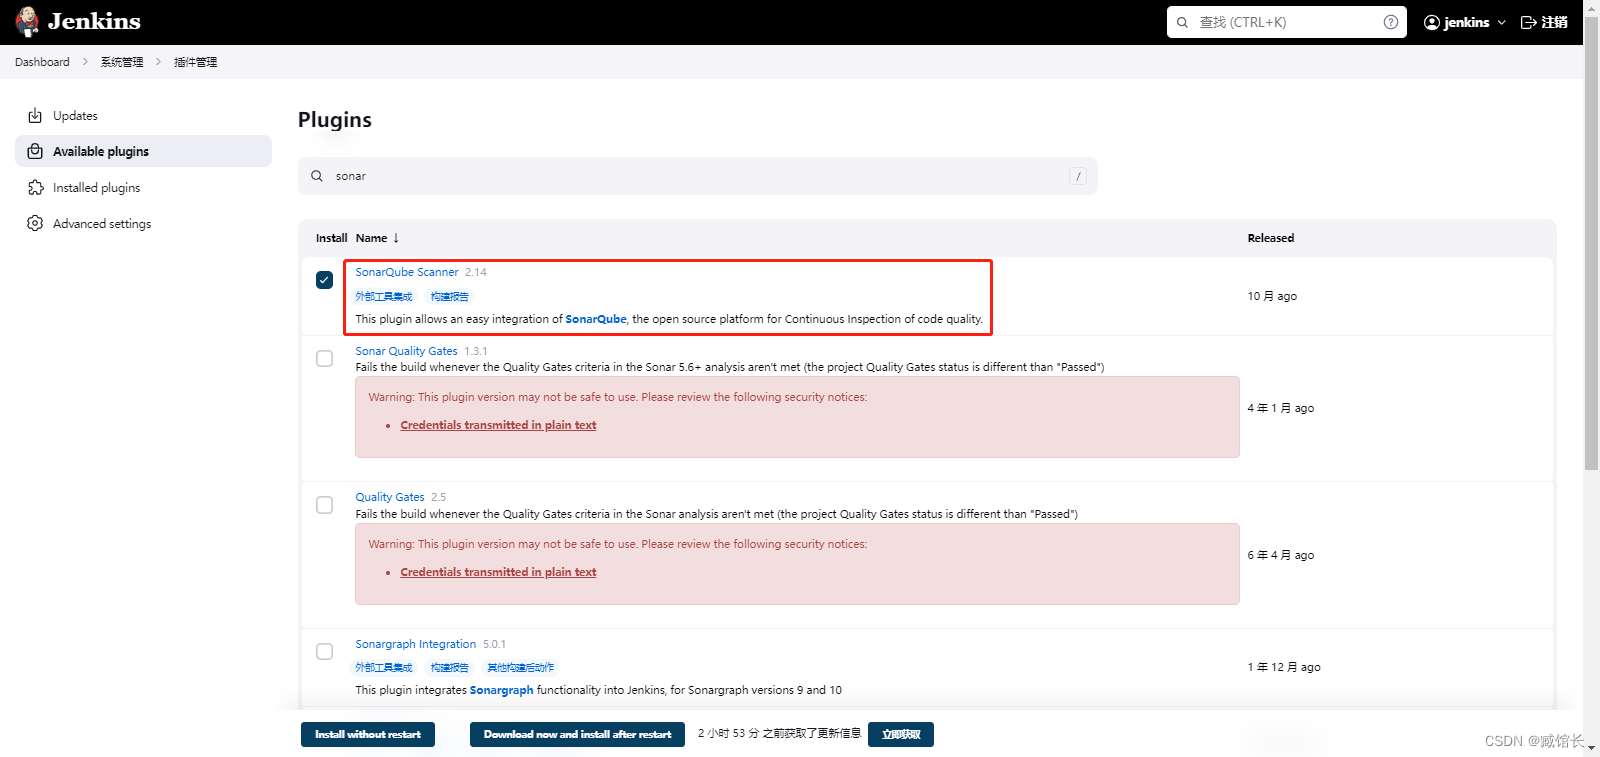 Jenkins
查找 (CTRL+K)
jenkins
注销
Dashboard
系统管理
插件管理
Updates
Available plugins
Installed plugins
Advanced settings
Plugins
sonar
/
Install Name ↓ Released
SonarQube Scanner 2.14
外部工具集成 构建报告
This plugin allows an easy integration of SonarQube, the open source platform for Continuous Inspection of code quality.
10 月 ago
Sonar Quality Gates 1.3.1
Fails the build whenever the Quality Gates criteria in the Sonar 5.6+ analysis aren't met (the project Quality Gates status is different than "Passed")
Warning: This plugin version may not be safe to use. Please review the following security notices:
Credentials transmitted in plain text
4 年 1 月 ago
Quality Gates 2.5
Fails the build whenever the Quality Gates criteria in the Sonar analysis aren't met (the project Quality Gates status is different than "Passed")
Warning: This plugin version may not be safe to use. Please review the following security notices:
Credentials transmitted in plain text
6 年 4 月 ago
Sonargraph Integration 5.0.1
外部工具集成 构建报告 其他构建后动作
This plugin integrates Sonargraph functionality into Jenkins, for Sonargraph versions 9 and 10
1 年 12 月 ago
Install without restart
Download now and install after restart
2 小时 53 分 之前获取了更新信息
立即获取
CSDN @臧馆长